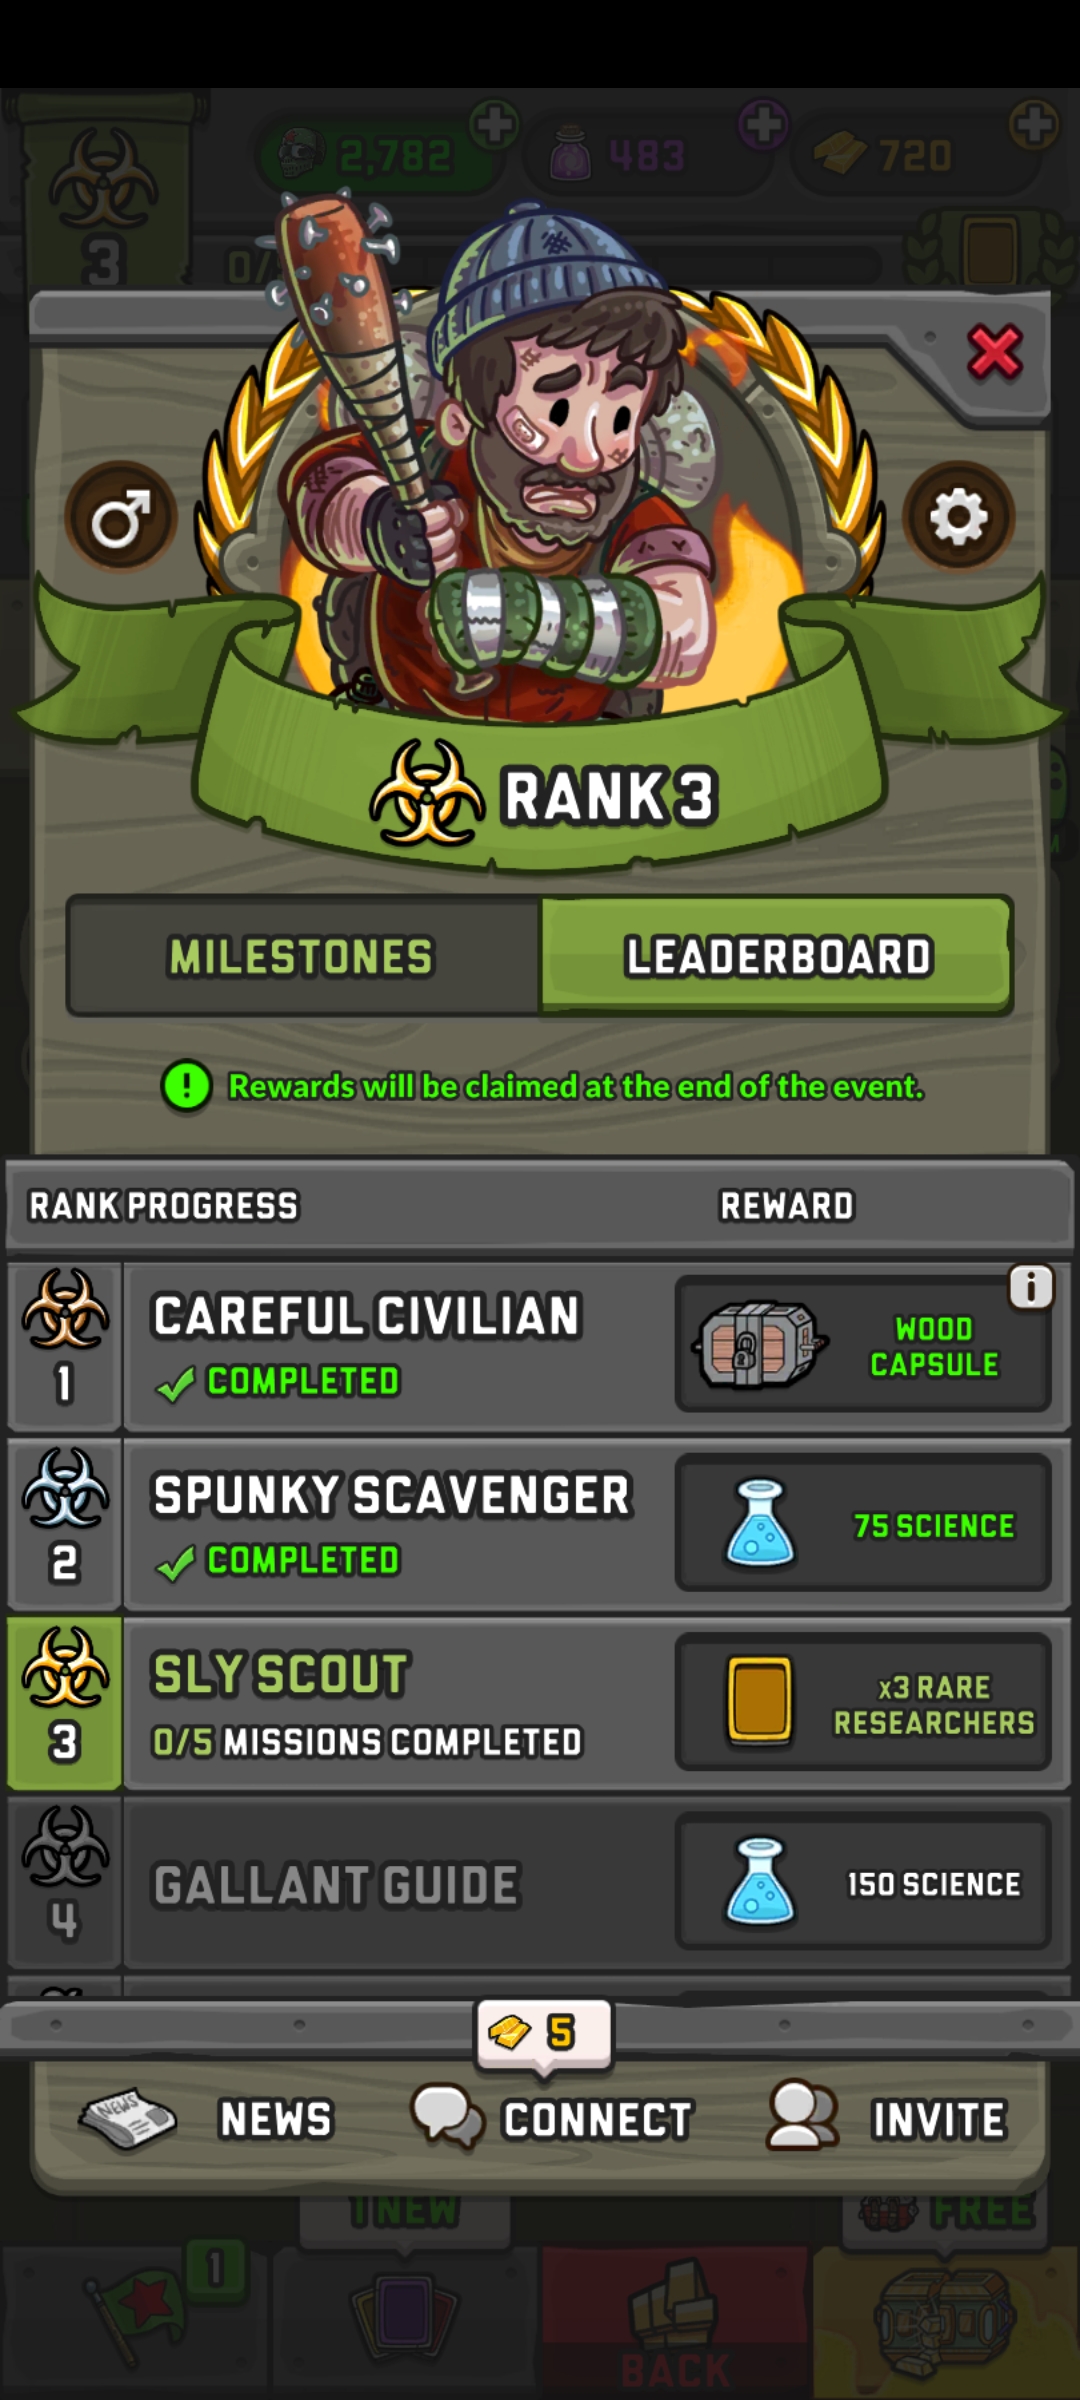 2,782
483
720
3
0/
RANK 3
MILESTONES
LEADERBOARD
! Rewards will be claimed at the end of the event.
RANK PROGRESS
REWARD
1
CAREFUL CIVILIAN
COMPLETED
WOOD
CAPSULE
i
2
SPUNKY SCAVENGER
COMPLETED
75 SCIENCE
3
SLY SCOUT
0/5 MISSIONS COMPLETED
x3 RARE
RESEARCHERS
4
GALLANT GUIDE
150 SCIENCE
5
NEWS
NEWS
CONNECT
INVITE
1 NEW
FREE
1
BACK